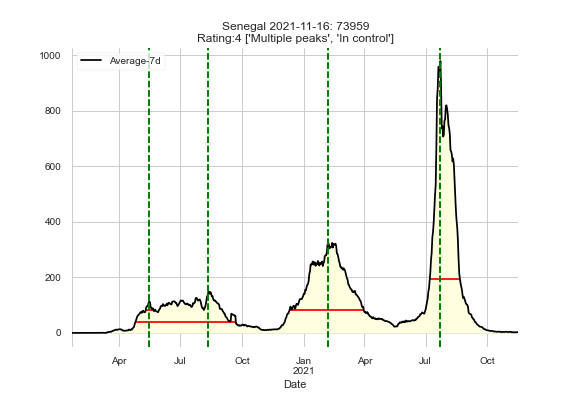 Senegal 2021-11-16: 73959
Rating:4 ['Multiple peaks', 'In control']
1000
Average-7d
800
600
400
200
0
Apr Jul Oct Jan Apr Jul Oct
2021
Date